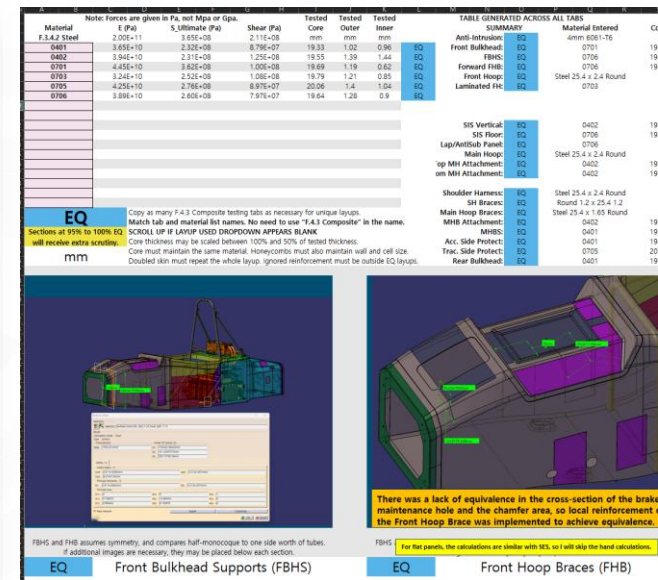 Note: Forces are given in Pa, not Mpa or Gpa. Tested Tested Tested TABLE GENERATED ACROSS ALL TABS
Material E (Pa) S_Ultimate (Pa) Shear (Pa) Core Outer Inner SUMMARY Material Entered
F.3.4.2 Steel 2.00E+11 3.65E+08 2.11E+08 mm mm mm Anti-Intrusion: EQ 4mm 6061-T6
0401 3.65E+10 2.32E+08 8.79E+07 19.33 1.02 0.96 EQ Front Bulkhead: EQ 0701
0402 3.94E+10 2.31E+08 1.25E+08 19.55 1.39 1.44 EQ FBHS: EQ 0706
0701 4.45E+10 3.62E+08 1.00E+08 19.69 1.19 0.62 EQ Forward FHB: EQ 0706
0703 3.24E+10 2.52E+08 1.08E+08 19.79 1.21 0.85 EQ Front Hoop: EQ Steel 25.4 x 2.4 Round
0705 4.25E+10 2.76E+08 8.97E+07 20.06 1.4 1.04 EQ Laminated FH: EQ 0703
0706 3.89E+10 2.60E+08 7.97E+07 19.64 1.28 0.9 EQ
SIS Vertical: EQ 0402
SIS Floor: EQ 0706
Lap/AntiSub Panel: EQ 0706
Main Hoop: EQ Steel 25.4 x 2.4 Round
op MH Attachment: EQ 0402
om MH Attachment: EQ 0402
Shoulder Harness: EQ Steel 25.4 x 2.4 Round
SH Braces: EQ Round 1.2 x 25.4 1.2
Main Hoop Braces: EQ Steel 25.4 x 1.65 Round
MHB Attachment: EQ 0402
MHBS: EQ 0401
Acc. Side Protect: EQ 0401
Trac. Side Protect: EQ 0705
Rear Bulkhead: EQ 0401
EQ
Sections at 95% to 100% EQ
will receive extra scrutiny.
mm
Copy as many F.4.3 Composite testing tabs as necessary for unique layups.
Match tab and material list names. No need to use "F.4.3 Composite" in the name.
SCROLL UP IF LAYUP USED DROPDOWN APPEARS BLANK
Core thickness may be scaled between 100% and 50% of tested thickness.
Core must maintain the same material. Honeycombs must also maintain wall and cell size.
Doubled skin must repeat the whole layup. Ignored reinforcement must be outside EQ layups.
There was a lack of equivalence in the cross-section of the brake
maintenance hole and the chamfer area, so local reinforcement
the Front Hoop Brace was implemented to achieve equivalence.
FBHS and FHB assumes symmetry, and compares half-monocoque to one side worth of tubes.
If additional images are necessary, they may be placed below each section.
FBHS
For flat panels, the calculations are similar with SES, so I will skip the hand calculations.
EQ Front Bulkhead Supports (FBHS)
EQ Front Hoop Braces (FHB)